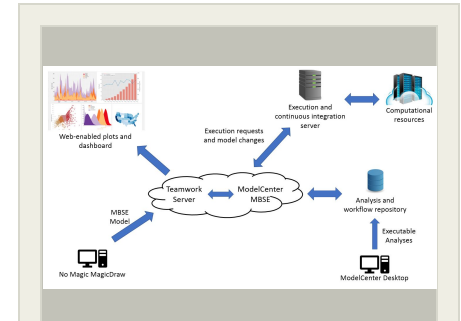 Web-enabled plots and
dashboard
Execution and
continuous integration
server
Computational
resources
Execution requests
and model changes
Teamwork
Server
ModelCenter
MBSE
Analysis and
workflow repository
MBSE
Model
Executable
Analyses
No Magic MagicDraw
ModelCenter Desktop